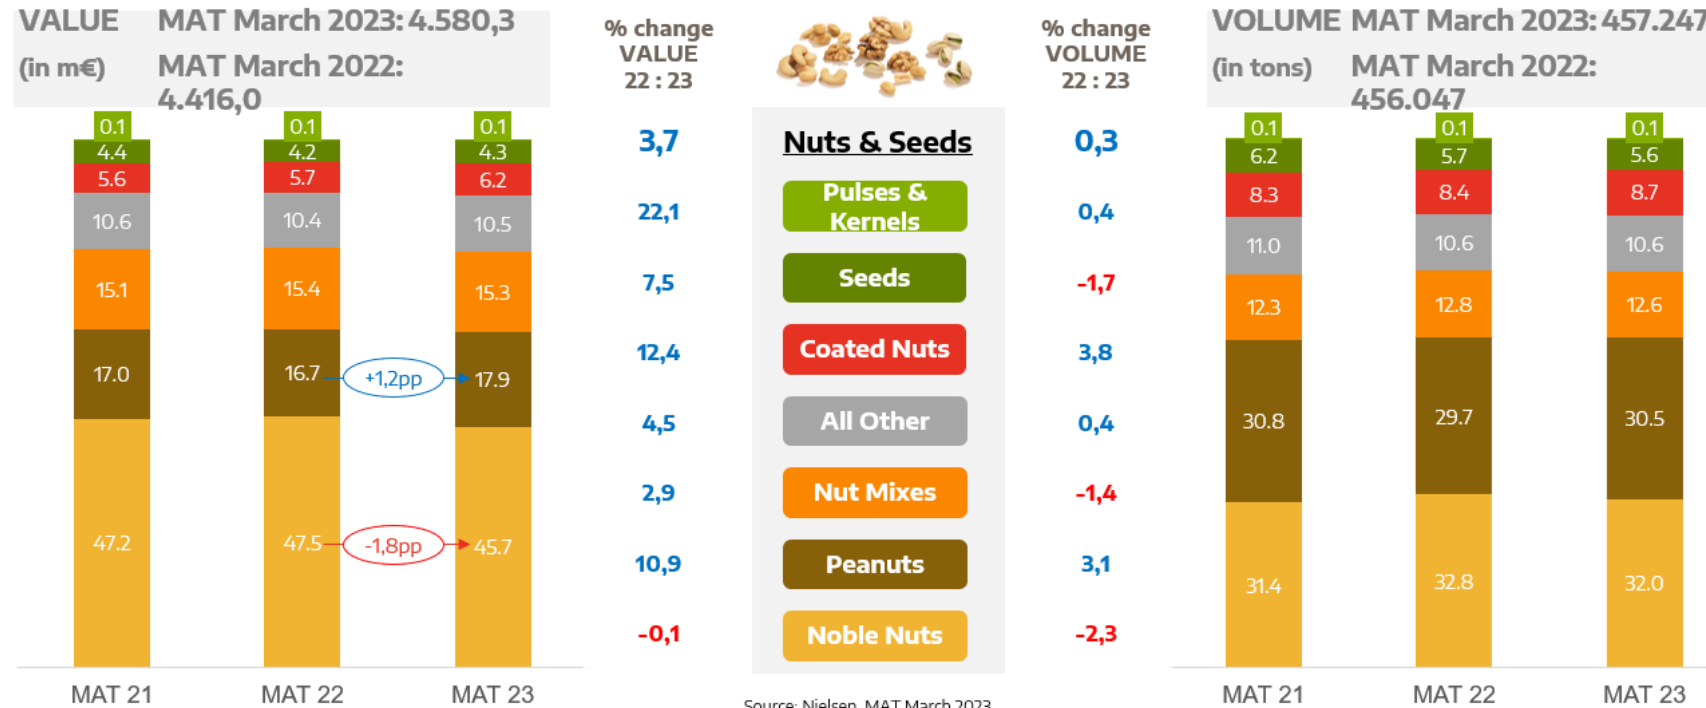 VALUE MAT March 2023: 4.580,3
(in m€) MAT March 2022:
4.416,0
% change
VALUE
22 : 23
% change
VOLUME
22 : 23
VOLUME MAT March 2023: 457.247
(in tons) MAT March 2022:
456.047
0.1 0.1 0.1
4.4 4.2 4.3
5.6 5.7 6.2
10.6 10.4 10.5
15.1 15.4 15.3
17.0 16.7 +1,2pp 17.9
47.2 47.5 -1,8pp 45.7
MAT 21 MAT 22 MAT 23
3,7 Nuts & Seeds 0,3
22,1 Pulses & Kernels 0,4
7,5 Seeds -1,7
12,4 Coated Nuts 3,8
4,5 All Other 0,4
2,9 Nut Mixes -1,4
10,9 Peanuts 3,1
-0,1 Noble Nuts -2,3
0.1 0.1 0.1
6.2 5.7 5.6
8.3 8.4 8.7
11.0 10.6 10.6
12.3 12.8 12.6
30.8 29.7 30.5
31.4 32.8 32.0
MAT 21 MAT 22 MAT 23
Source: Nielsen, MAT March 2023